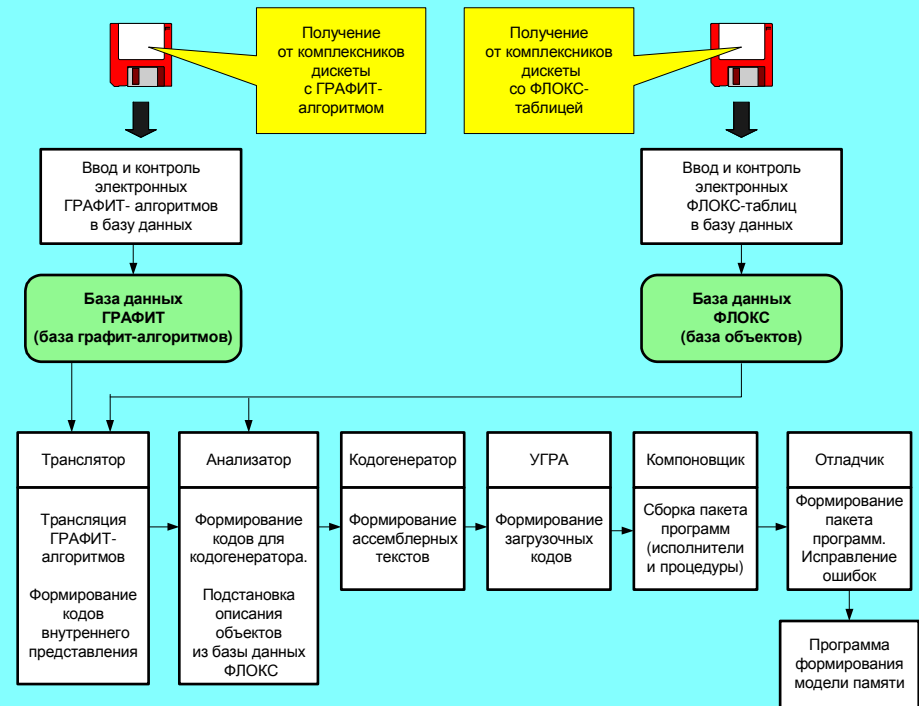 Получение
от комплексников
дискеты
с ГРАФИТ-
алгоритмом
Получение
от комплексников
дискеты
со ФЛОКС-
таблицей
Ввод и контроль
электронных
ГРАФИТ- алгоритмов
в базу данных
Ввод и контроль
электронных
ФЛОКС-таблиц
в базу данных
База данных
ГРАФИТ
(база графит-алгоритмов)
База данных
ФЛОКС
(база объектов)
Транслятор
Трансляция
ГРАФИТ-
алгоритмов
Формирование
кодов
внутреннего
представления
Анализатор
Формирование
кодов для
кодогенератора.
Подстановка
описания
объектов
из базы данных
ФЛОКС
Кодогенератор
Формирование
ассемблерных
текстов
УГРА
Формирование
загрузочных
кодов
Компоновщик
Сборка пакета
программ
(исполнители
и процедуры)
Отладчик
Формирование
пакета
программ.
Исправление
ошибок
Программа
формирования
модели памяти